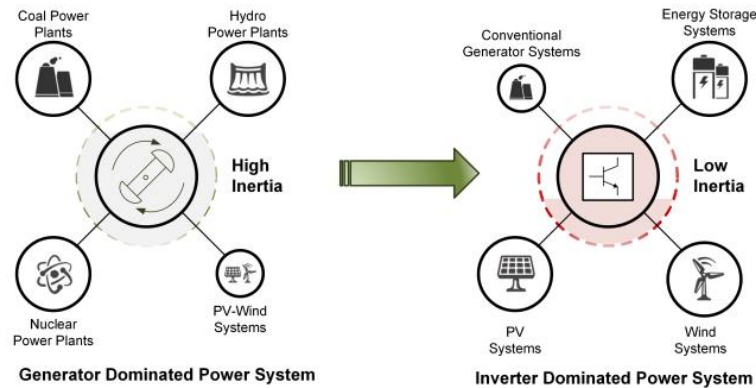 Coal Power
Plants
Hydro
Power Plants
High
Inertia
Nuclear
Power Plants
PV-Wind
Systems
Generator Dominated Power System
Conventional
Generator Systems
Energy Storage
Systems
Low
Inertia
PV
Systems
Wind
Systems
Inverter Dominated Power System